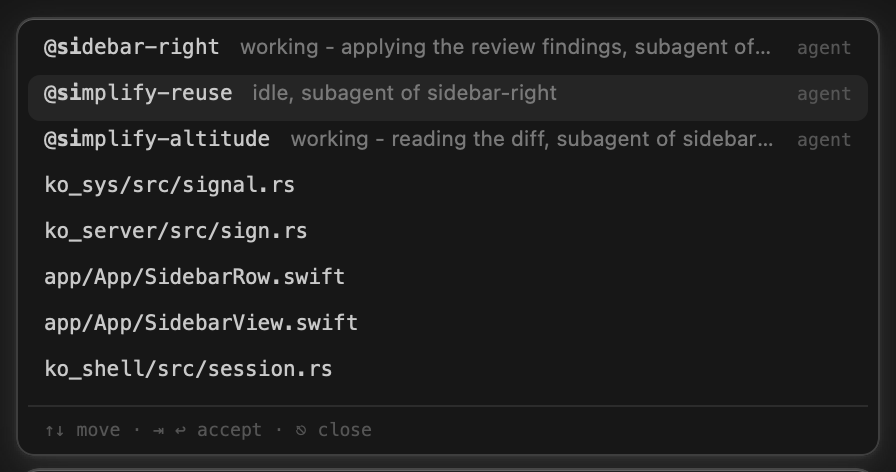 @sidebar-right working - applying the review findings, subagent of... agent
@simplify-reuse idle, subagent of sidebar-right agent
@simplify-altitude working - reading the diff, subagent of sidebar... agent
ko_sys/src/signal.rs
ko_server/src/sign.rs
app/App/SidebarRow.swift
app/App/SidebarView.swift
ko_shell/src/session.rs
↑↓ move · ⇥ ↩ accept · ⎋ close